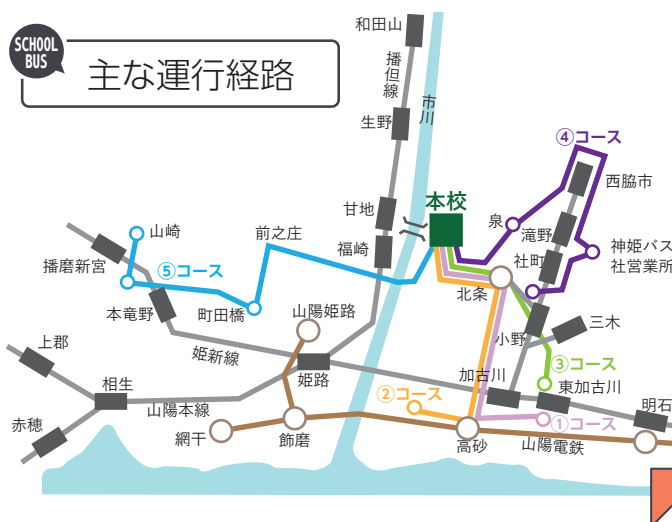 SCHOOL
BUS
主な運行経路
和田山
播但線
市川
生野
④コース
西脇市
本校
甘地
泉
滝野
山崎
前之庄
福崎
神姫バス
社営業所
社町
播磨新宮
⑤コース
北条
本竜野
町田橋
山陽姫路
小野
三木
上郡
姫新線
③コース
相生
姫路
加古川
東加古川
山陽本線
②コース
明石
赤穂
①コース
網干
飾磨
高砂
山陽電鉄